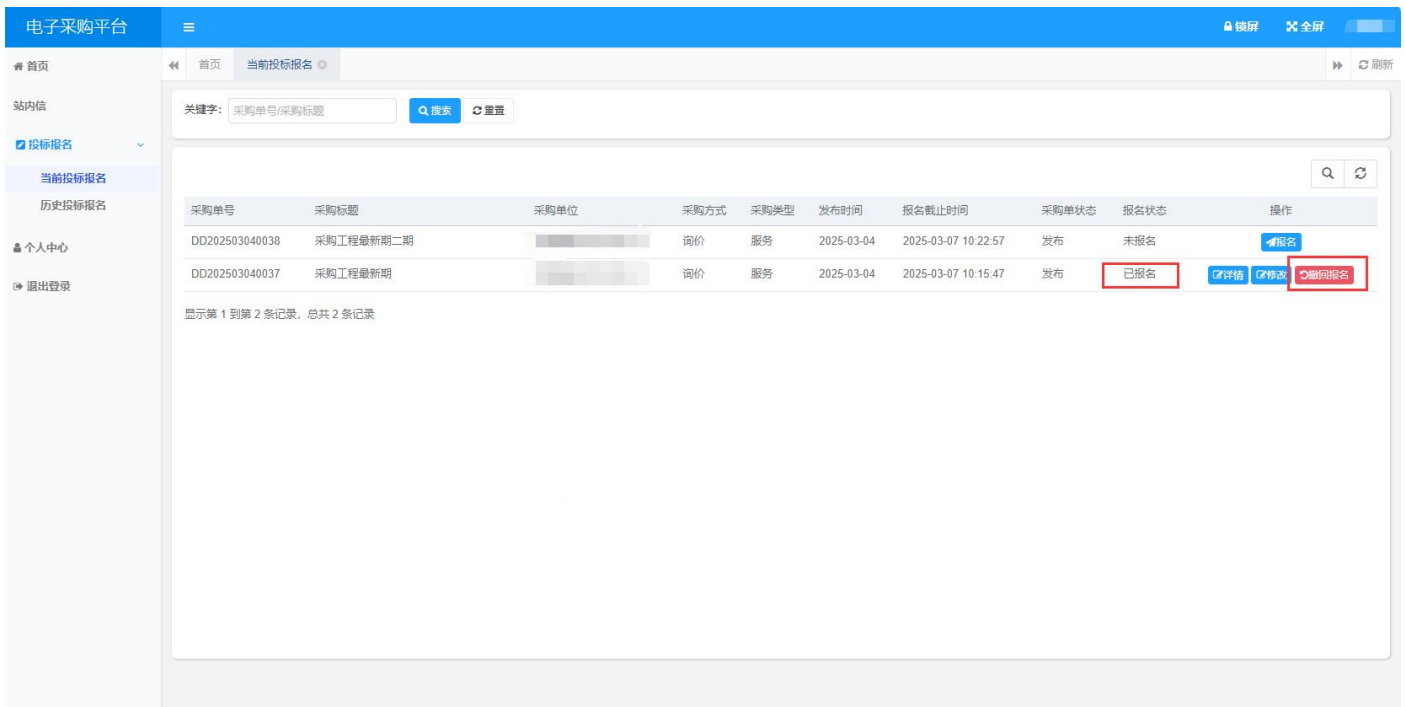 电子采购平台
锁屏 全屏
首页
首页 当前投标报名
刷新
站内信
投标报名
当前投标报名
历史投标报名
个人中心
退出登录
关键字: 采购单号/采购标题 搜索 重置
采购单号 采购标题 采购单位 采购方式 采购类型 发布时间 报名截止时间 采购单状态 报名状态 操作
DD202503040038 采购工程最新期二期 询价 服务 2025-03-04 2025-03-07 10:22:57 发布 未报名 报名
DD202503040037 采购工程最新期 询价 服务 2025-03-04 2025-03-07 10:15:47 发布 已报名 详情 修改 撤回报名
显示第 1 到第 2 条记录, 总共 2 条记录